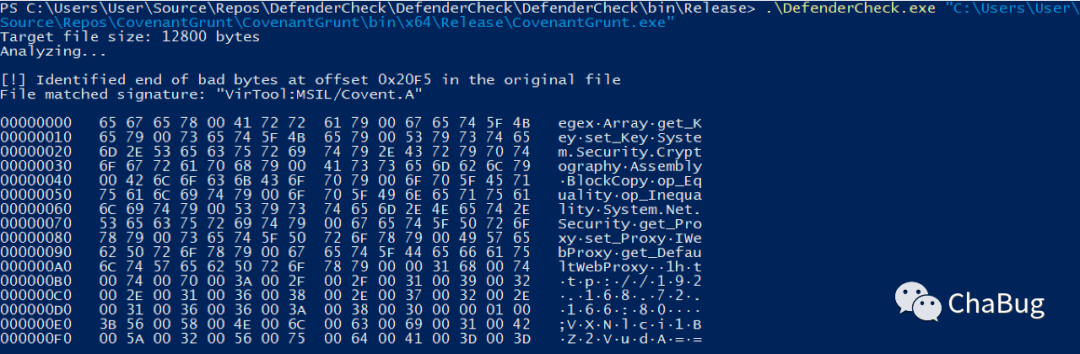 PS C:\Users\User\Source\Repos\DefenderCheck\DefenderCheck\DefenderCheck\bin\Release> .\DefenderCheck.exe "C:\Users\User\
Source\Repos\CovenantGrunt\CovenantGrunt\bin\x64\Release\CovenantGrunt.exe"
Target file size: 12800 bytes
Analyzing...
[!] Identified end of bad bytes at offset 0x20F5 in the original file
File matched signature: "VirTool:MSIL/Covent.A"
00000000 65 67 65 78 00 41 72 72 61 79 00 67 65 74 5F 4B egex·Array·get_K
00000010 65 79 00 73 65 74 5F 4B 65 79 00 53 79 73 74 65 ey·set_Key·Syste
00000020 6D 2E 53 65 63 75 72 69 74 79 2E 43 72 79 70 74 m.Security.Crypt
00000030 6F 67 72 61 70 68 79 00 41 73 73 65 6D 62 6C 79 ography·Assembly
00000040 00 42 6C 6F 63 6B 43 6F 70 79 00 6F 70 5F 45 71 ·BlockCopy·op_Eq
00000050 75 61 6C 69 74 79 00 6F 70 5F 49 6E 65 71 75 61 uality·op_Inequa
00000060 6C 69 74 79 00 53 79 73 74 65 6D 2E 4E 65 74 2E lity·System.Net.
00000070 53 65 63 75 72 69 74 79 00 67 65 74 5F 50 72 6F Security·get_Pro
00000080 78 79 00 73 65 74 5F 50 72 6F 78 79 00 49 57 65 xy·set_Proxy·IWe
00000090 62 50 72 6F 78 79 00 67 65 74 5F 44 65 66 61 75 bProxy·get_Defau
000000A0 6C 74 57 65 62 50 72 6F 78 79 00 00 31 68 00 74 ltWebProxy··1h·t
000000B0 00 74 00 70 00 3A 00 2F 00 2F 00 31 00 39 00 32 ·t·p·:·/·/·1·9·2
000000C0 00 2E 00 31 00 36 00 38 00 2E 00 37 00 32 00 2E ·.·1·6·8·.·7·2·.
000000D0 00 31 00 36 00 36 00 3A 00 38 00 30 00 00 01 00 ·1·6·6·:·8·0····
000000E0 3B 56 00 58 00 4E 00 6C 00 63 00 69 00 31 00 42 ;V·X·N·l·c·i·1·B
000000F0 00 5A 00 32 00 56 00 75 00 64 00 41 00 3D 00 3D ·Z·2·V·u·d·A·=·=
ChaBug